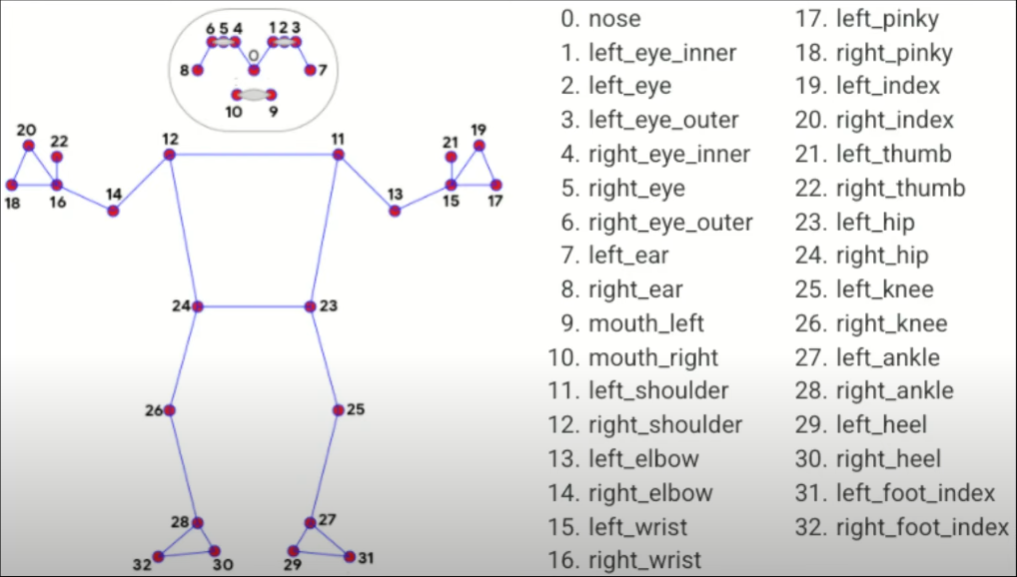 6 5 4 1 2 3
0
8 7
10 9
20 22 12 11 21 19
14 13
18 16 15 17
24 23
26 25
28 27
32 30 29 31
0. nose
1. left_eye_inner
2. left_eye
3. left_eye_outer
4. right_eye_inner
5. right_eye
6. right_eye_outer
7. left_ear
8. right_ear
9. mouth_left
10. mouth_right
11. left_shoulder
12. right_shoulder
13. left_elbow
14. right_elbow
15. left_wrist
16. right_wrist
17. left_pinky
18. right_pinky
19. left_index
20. right_index
21. left_thumb
22. right_thumb
23. left_hip
24. right_hip
25. left_knee
26. right_knee
27. left_ankle
28. right_ankle
29. left_heel
30. right_heel
31. left_foot_index
32. right_foot_index